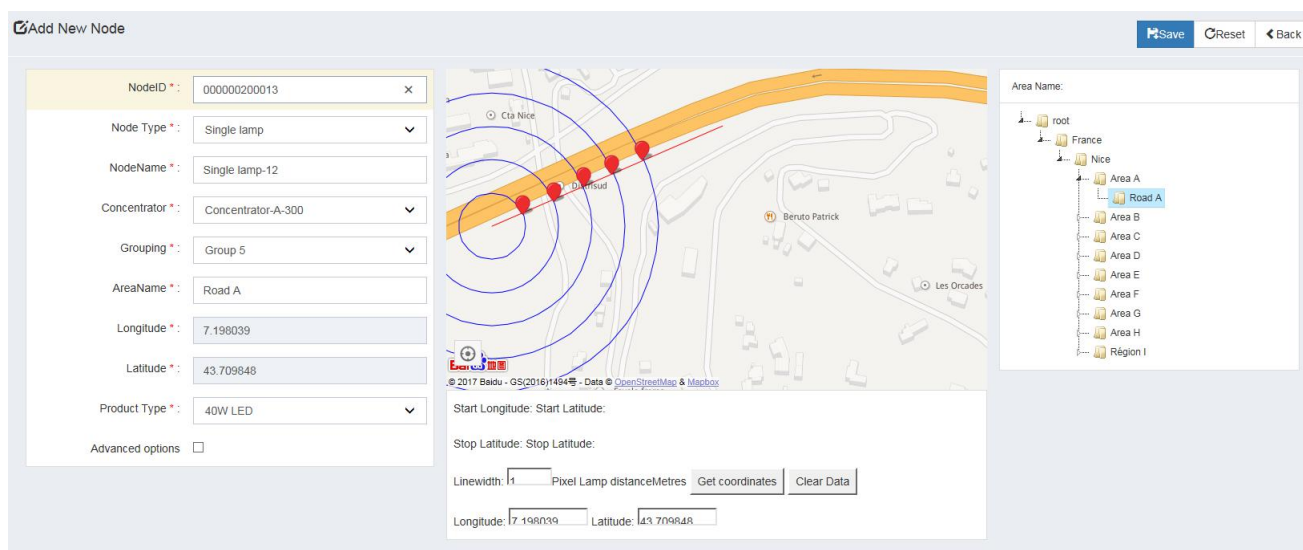 Add New Node
Save Reset Back
NodeID * : 000000200013 ×
Node Type * : Single lamp
NodeName * : Single lamp-12
Concentrator * : Concentrator-A-300
Grouping * : Group 5
AreaName * : Road A
Longitude * : 7.198039
Latitude * : 43.709848
Product Type * : 40W LED
Advanced options
Cta Nice
Beruto Patrick
Les Orcades
© 2017 Baidu - GS(2016)1494号 - Data © OpenStreetMap & Mapbox
Start Longitude: Start Latitude:
Stop Latitude: Stop Latitude:
Linewidth: 1 Pixel Lamp distanceMetres Get coordinates Clear Data
Longitude: 7.198039 Latitude: 43.709848
Area Name:
root
France
Nice
Area A
Road A
Area B
Area C
Area D
Area E
Area F
Area G
Area H
Région I